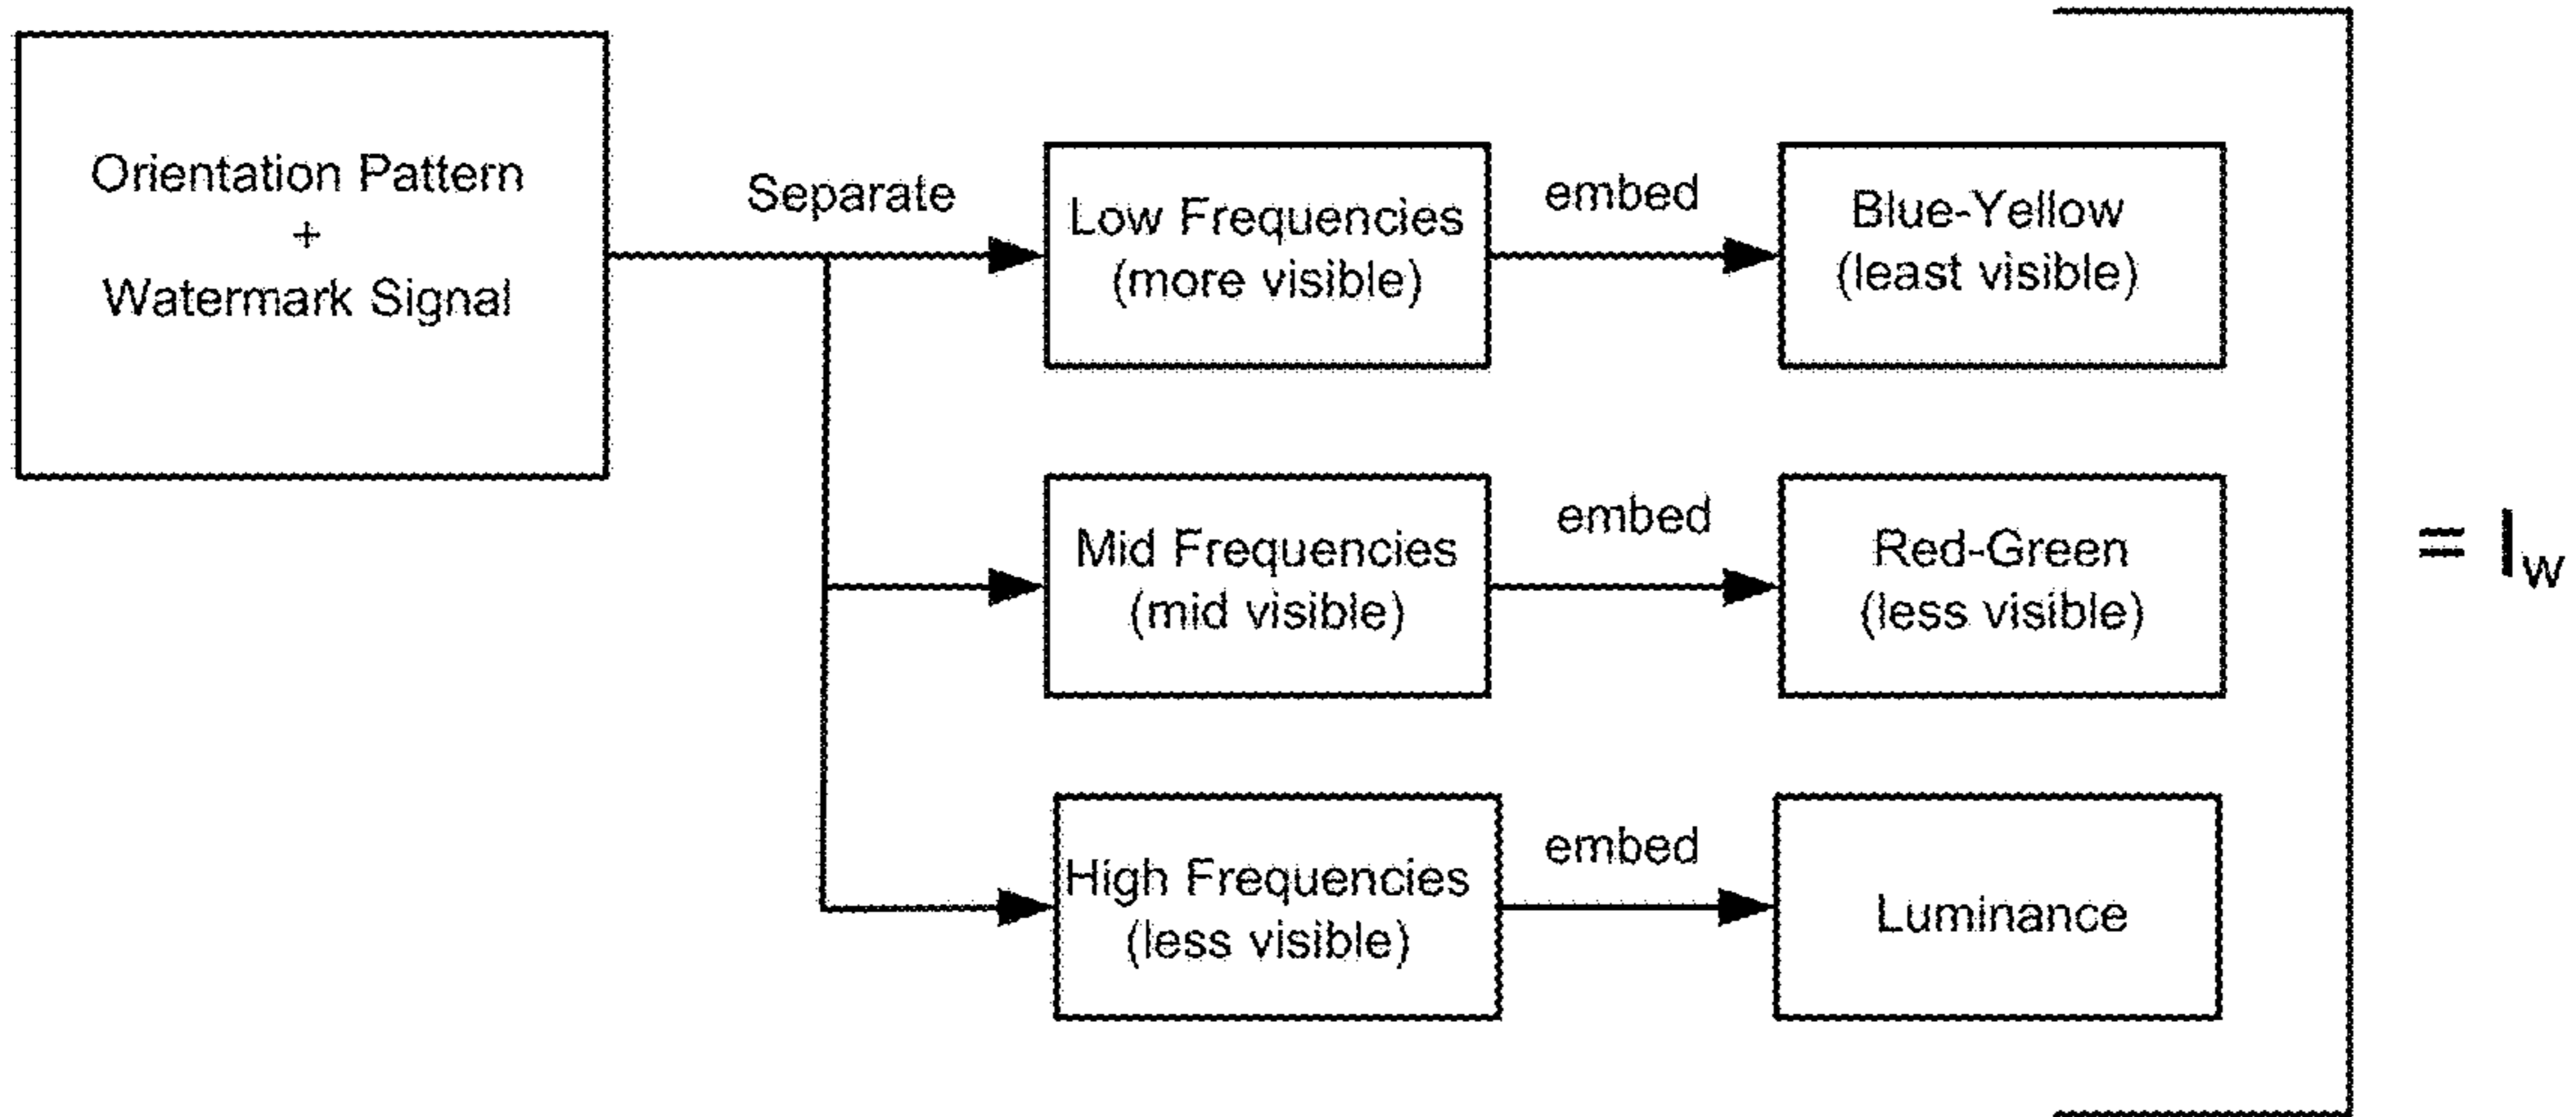 Orientation Pattern
+
Watermark Signal
Separate
Low Frequencies
(more visible)
embed
Blue-Yellow
(least visible)
Mid Frequencies
(mid visible)
embed
Red-Green
(less visible)
High Frequencies
(less visible)
embed
Luminance
= Iw